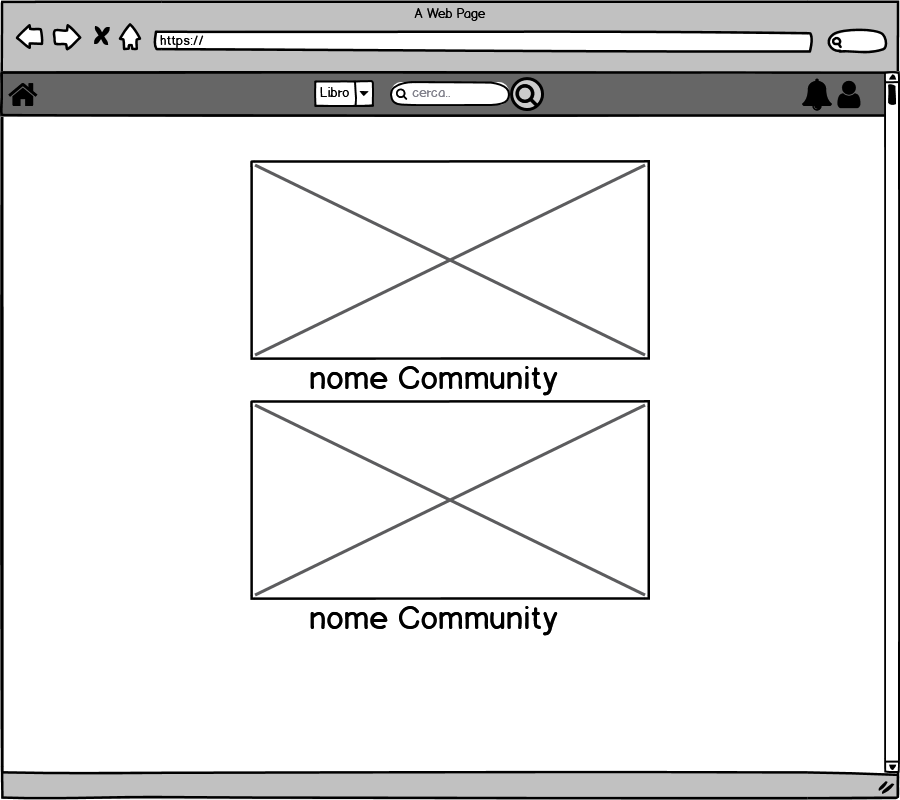 A Web Page
https://
Libro
cerca..
nome Community
nome Community